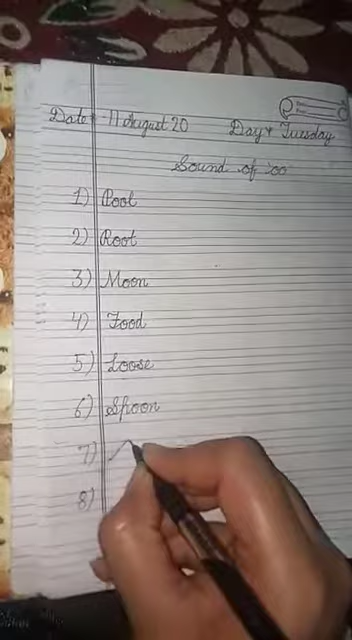 Date :- 11 August 20 Day :- Tuesday
Sound of 'oo
1) Pool
2) Root
3) Moon
4) Food
5) Loose
6) Spoon
7)
8)